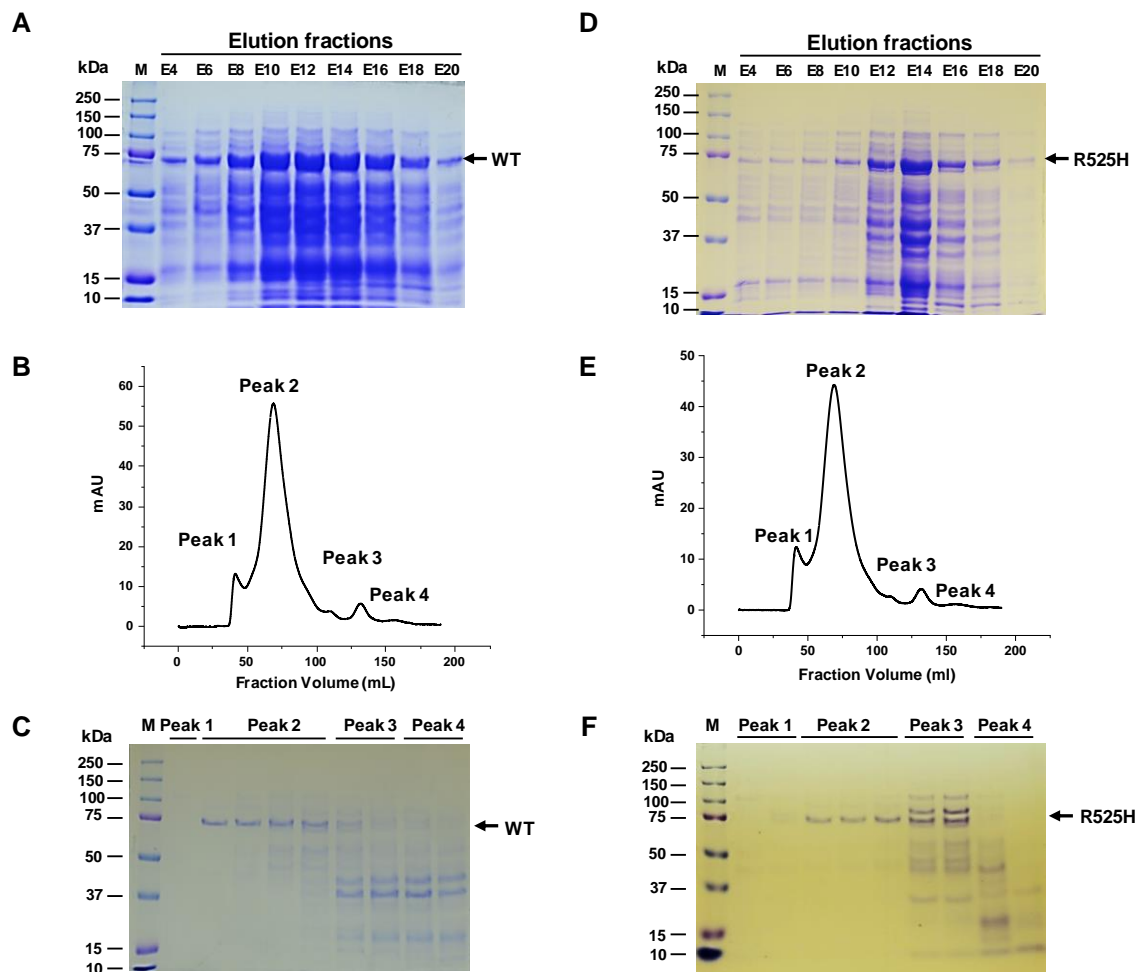 A
Elution fractions
kDa M E4 E6 E8 E10 E12 E14 E16 E18 E20
250
150
100
75
50
37
15
10
WT
B
Peak 2
Peak 1
Peak 3
Peak 4
mAU
60
50
40
30
20
10
0
0 50 100 150 200
Fraction Volume (mL)
C
M Peak 1 Peak 2 Peak 3 Peak 4
kDa
250
150
100
75
50
37
15
10
WT
D
Elution fractions
kDa M E4 E6 E8 E10 E12 E14 E16 E18 E20
250
150
100
75
50
37
15
10
R525H
E
Peak 2
Peak 1
Peak 3
Peak 4
mAU
50
40
30
20
10
0
0 50 100 150 200
Fraction Volume (ml)
F
M Peak 1 Peak 2 Peak 3 Peak 4
kDa
250
150
100
75
50
37
15
10
R525H